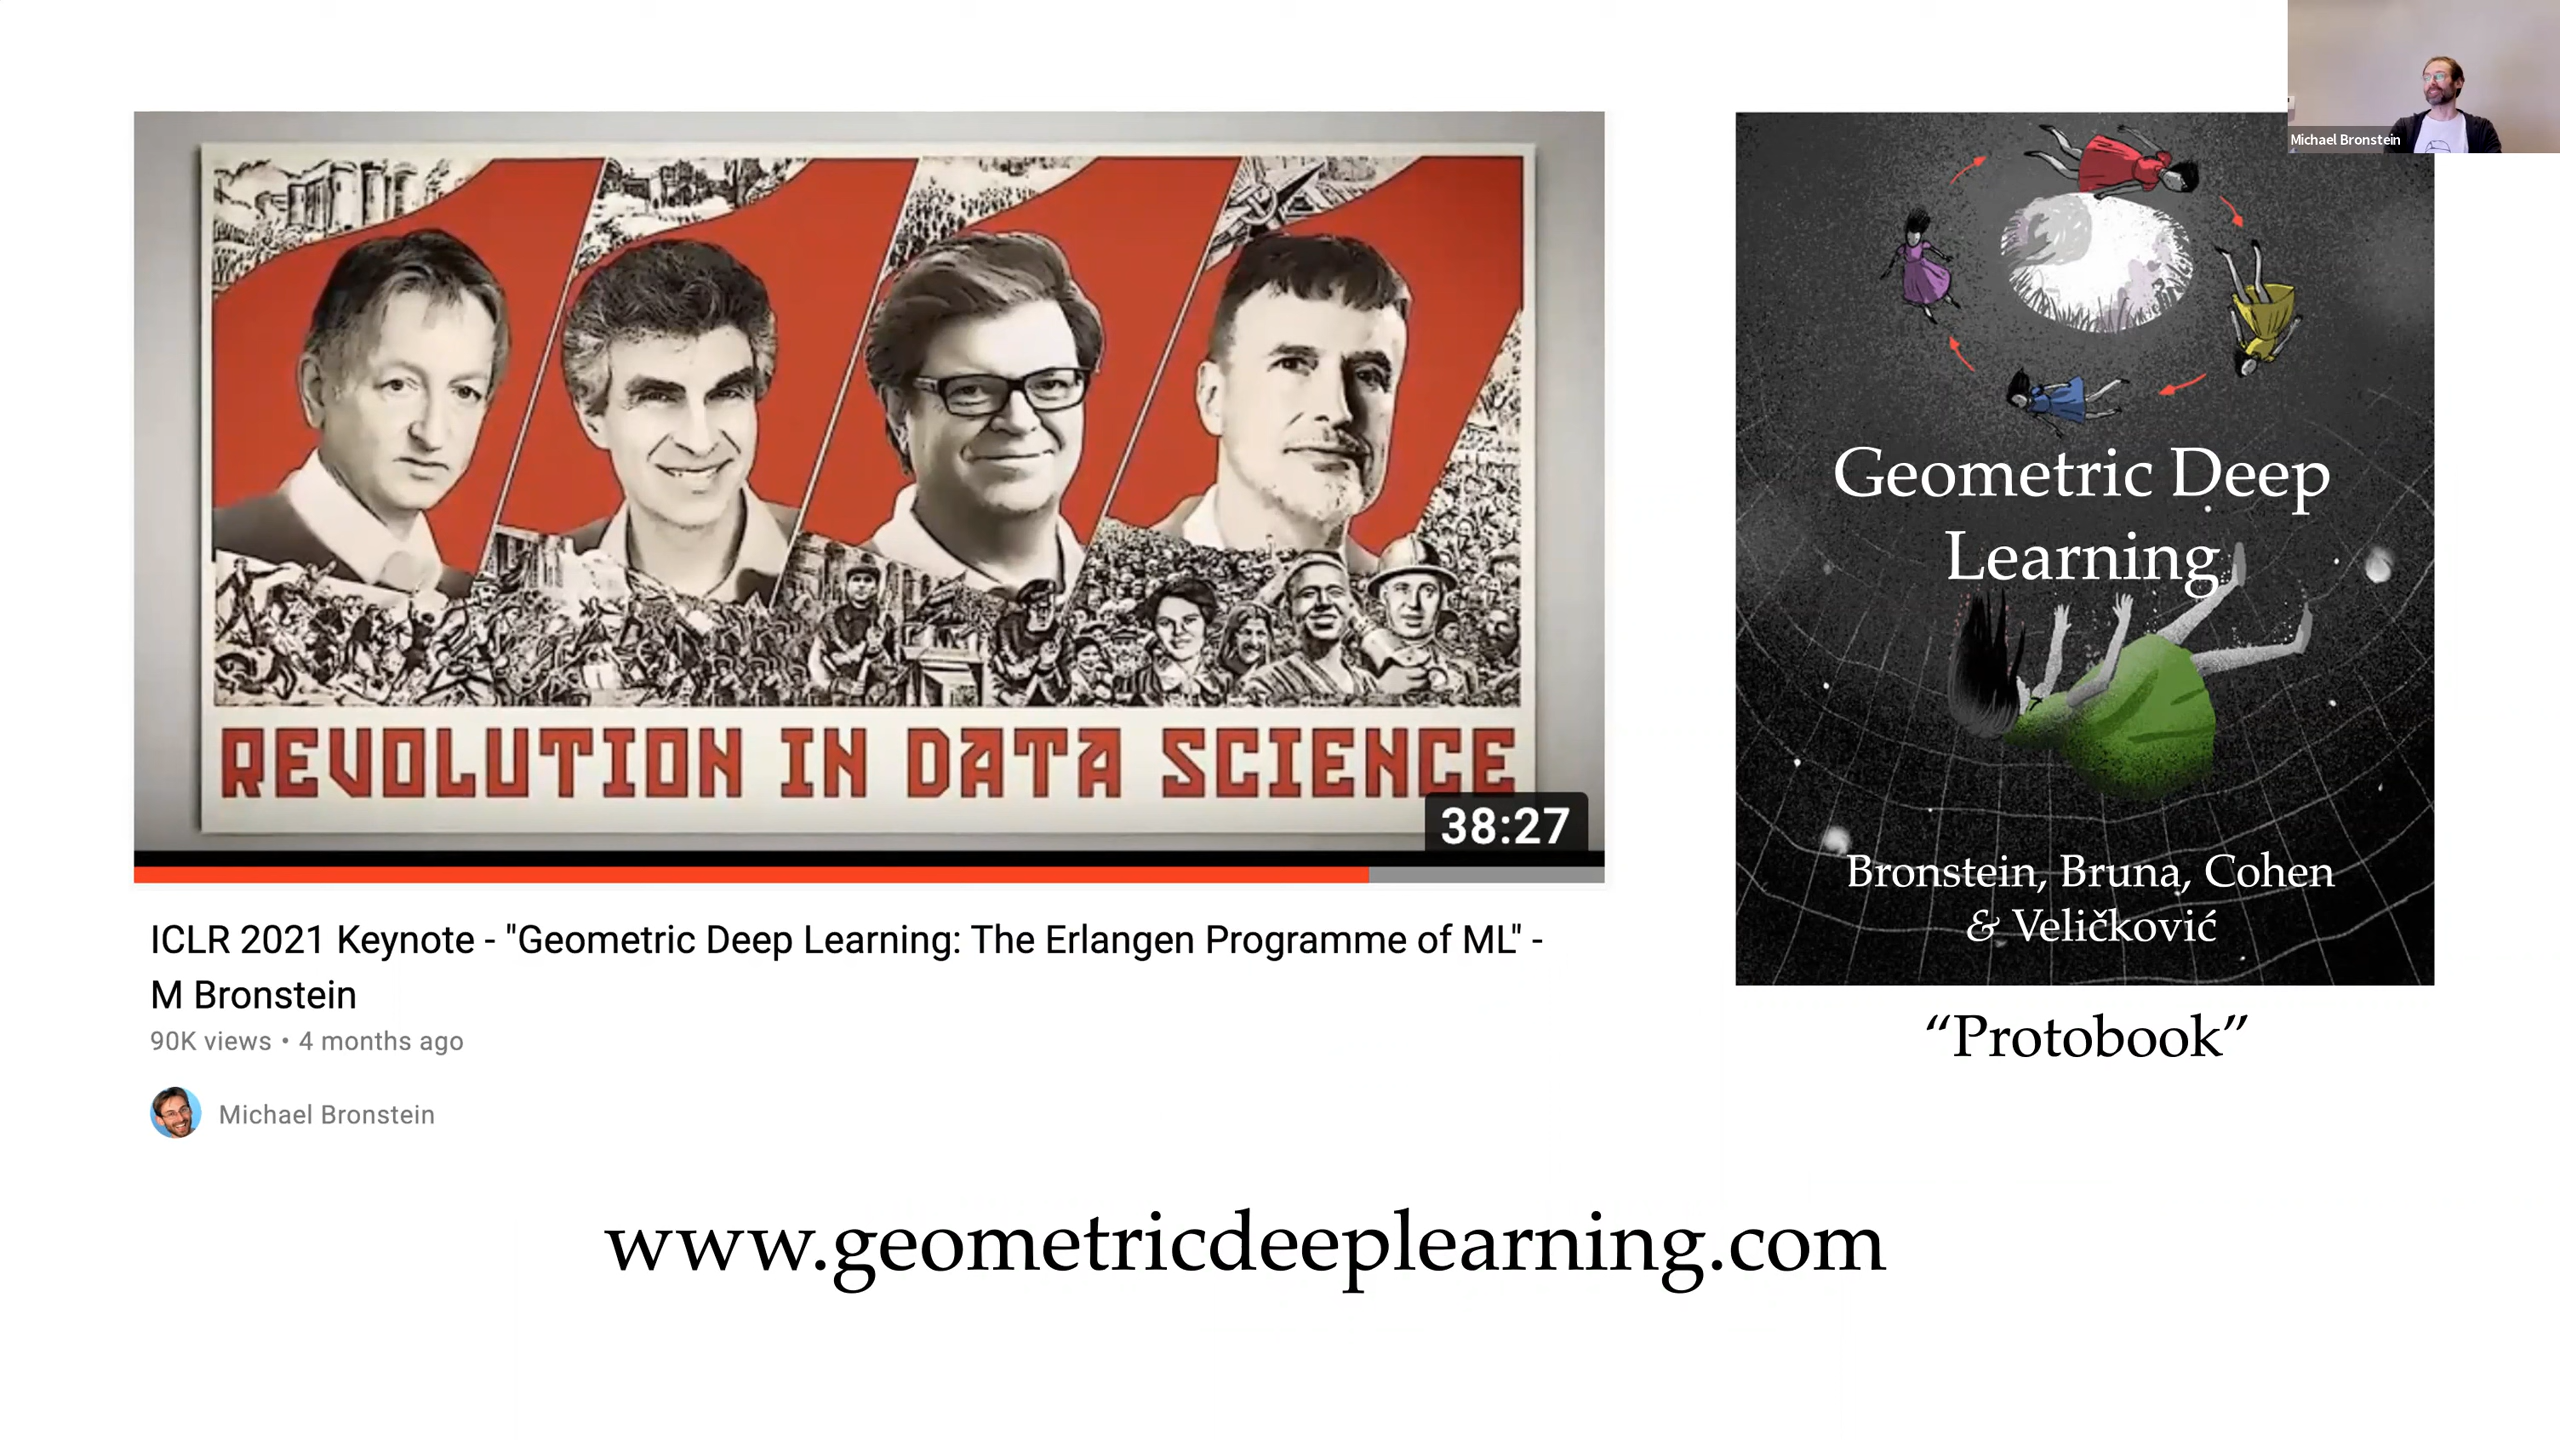 Michael Bronstein
REVOLUTION IN DATA SCIENCE
38:27
ICLR 2021 Keynote - "Geometric Deep Learning: The Erlangen Programme of ML" -
M Bronstein
90K views • 4 months ago
Michael Bronstein
Geometric Deep
Learning
Bronstein, Bruna, Cohen
& Veličković
“Protobook”
www.geometricdeeplearning.com